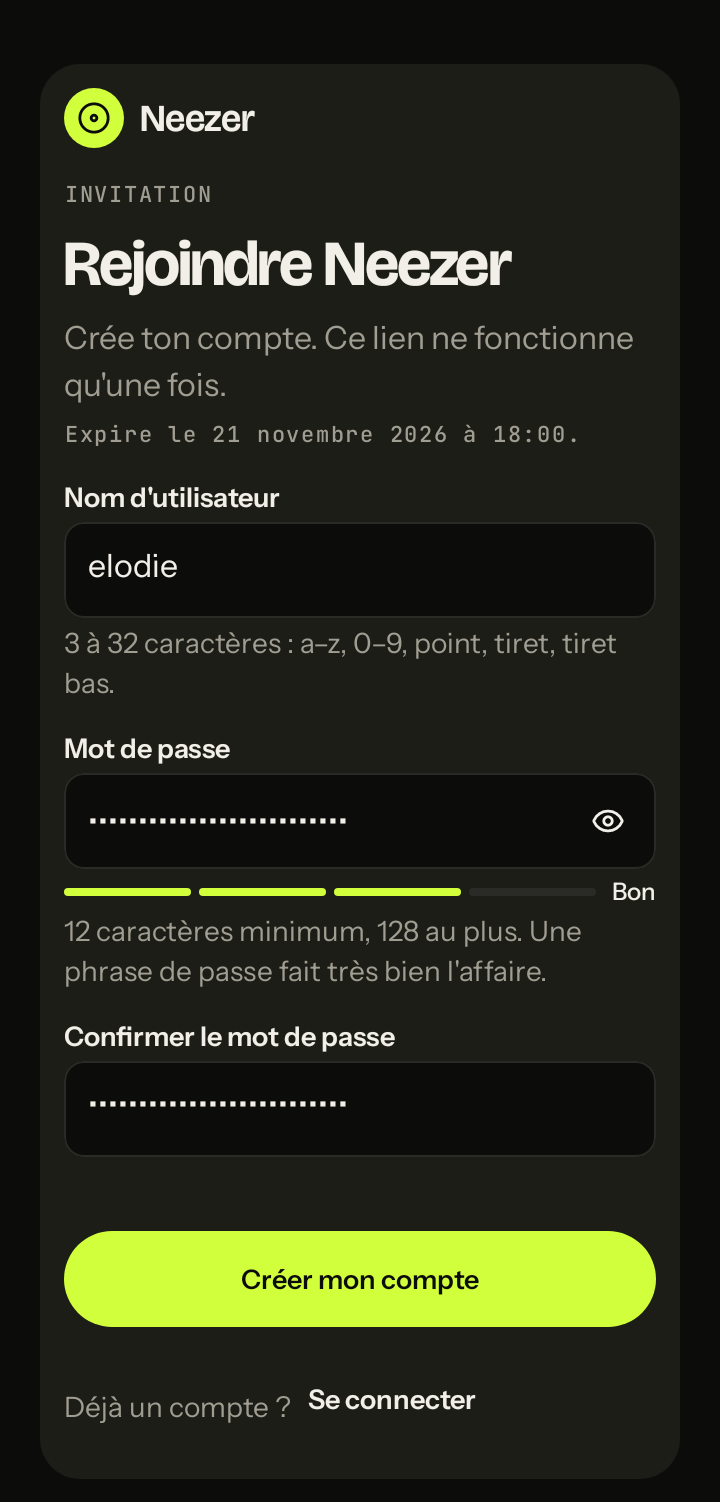 Neezer
INVITATION
Rejoindre Neezer
Crée ton compte. Ce lien ne fonctionne
qu'une fois.
Expire le 21 novembre 2026 à 18:00.
Nom d'utilisateur
elodie
3 à 32 caractères : a–z, 0–9, point, tiret, tiret
bas.
Mot de passe
••••••••••••••••••••••••••
Bon
12 caractères minimum, 128 au plus. Une
phrase de passe fait très bien l'affaire.
Confirmer le mot de passe
••••••••••••••••••••••••••
Créer mon compte
Déjà un compte ? Se connecter